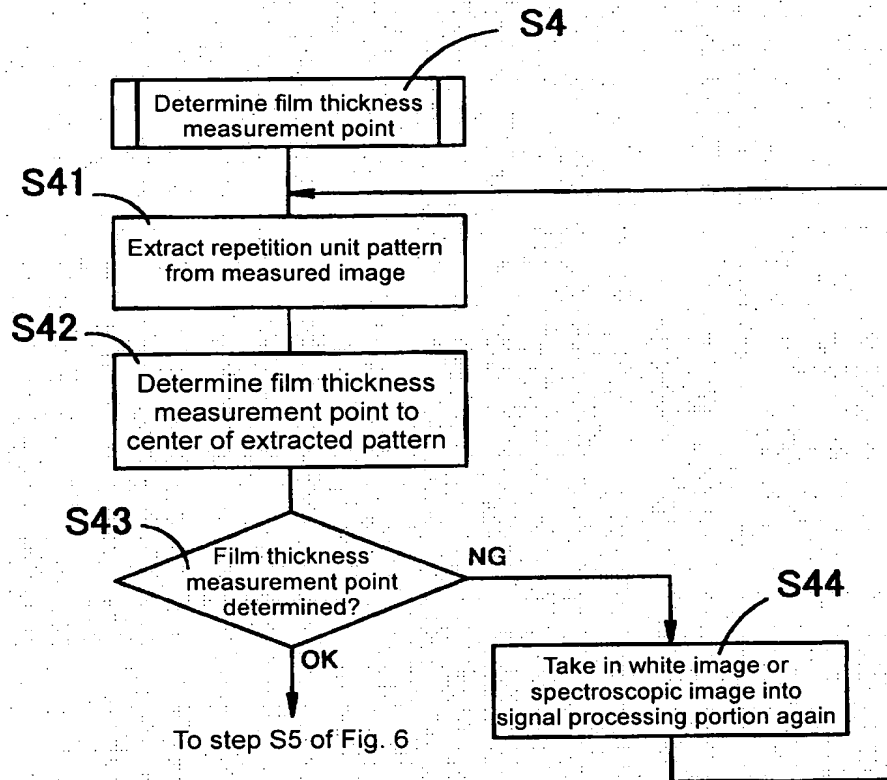 S4
Determine film thickness
measurement point
S41
Extract repetition unit pattern
from measured image
S42
Determine film thickness
measurement point to
center of extracted pattern
S43
Film thickness
measurement point
determined?
NG
OK
S44
Take in white image or
spectroscopic image into
signal processing portion again
To step S5 of Fig. 6